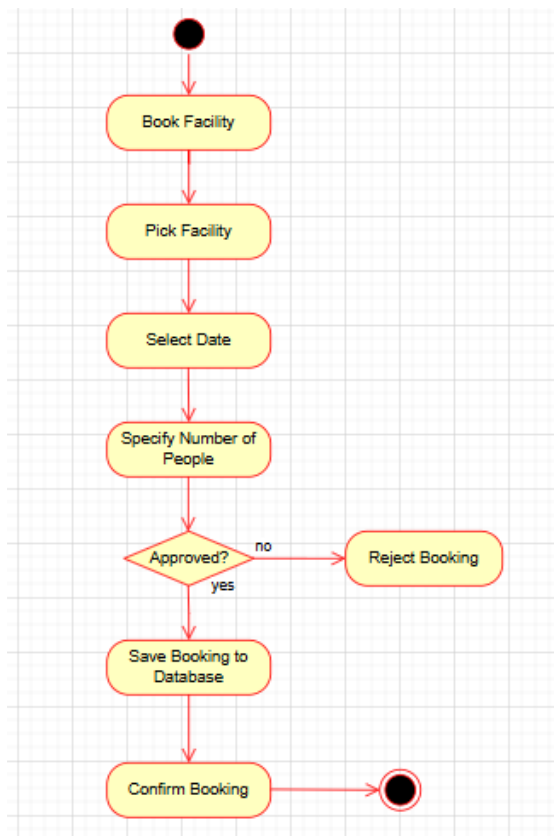 Book Facility
Pick Facility
Select Date
Specify Number of
People
Approved?
no
Reject Booking
yes
Save Booking to
Database
Confirm Booking